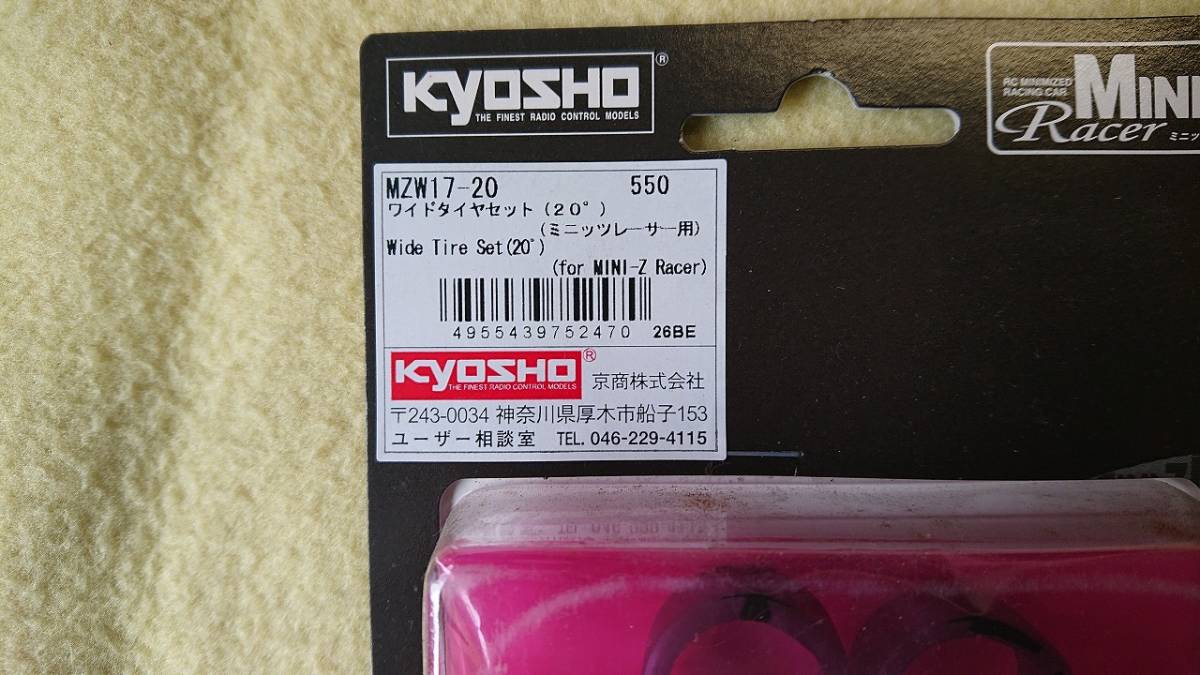 KYOSHO®
THE FINEST RADIO CONTROL MODELS
RC MINIMIZED
RACING CAR
MINI
Racer ミニッ
MZW17-20 550
ワイドタイヤセット(20°)
(ミニッツレーサー用)
Wide Tire Set(20°)
(for MINI-Z Racer)
4955439752470 26BE
KYOSHO®
THE FINEST RADIO CONTROL MODELS
京商株式会社
〒243-0034 神奈川県厚木市船子153
ユーザー相談室 TEL. 046-229-4115